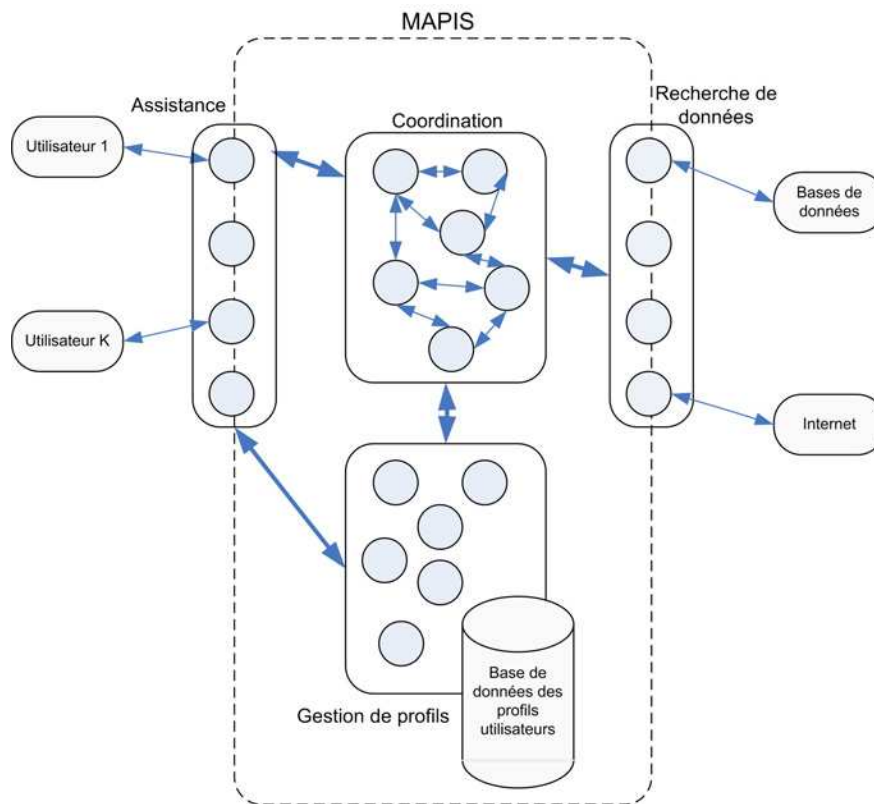 MAPIS
Assistance
Coordination
Recherche de
données
Utilisateur 1
Bases de
données
Utilisateur K
Internet
Gestion de profils
Base de
données des
profils
utilisateurs